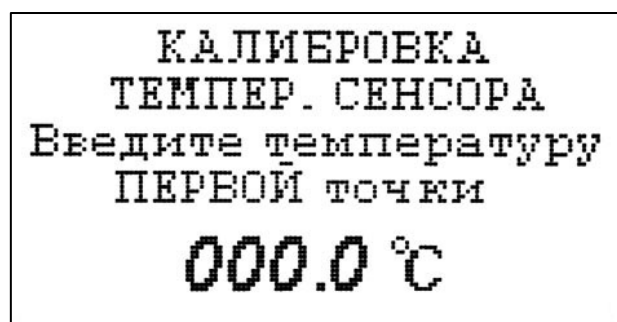 КАЛИБРОВКА
ТЕМПЕР. СЕНСОРА
Введите температуру
ПЕРВОЙ точки
000.0 °C